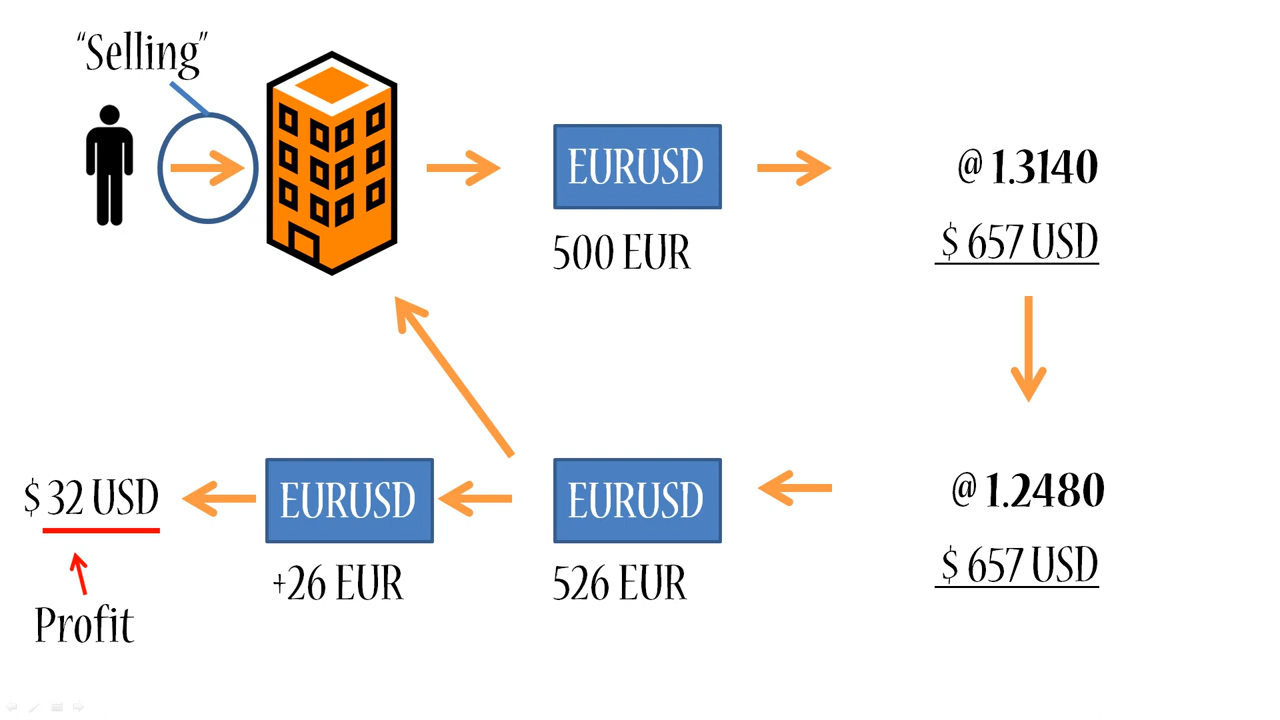 “Selling”
EURUSD
500 EUR
@ 1.3140
$ 657 USD
@ 1.2480
$ 657 USD
EURUSD
526 EUR
EURUSD
+26 EUR
$ 32 USD
Profit